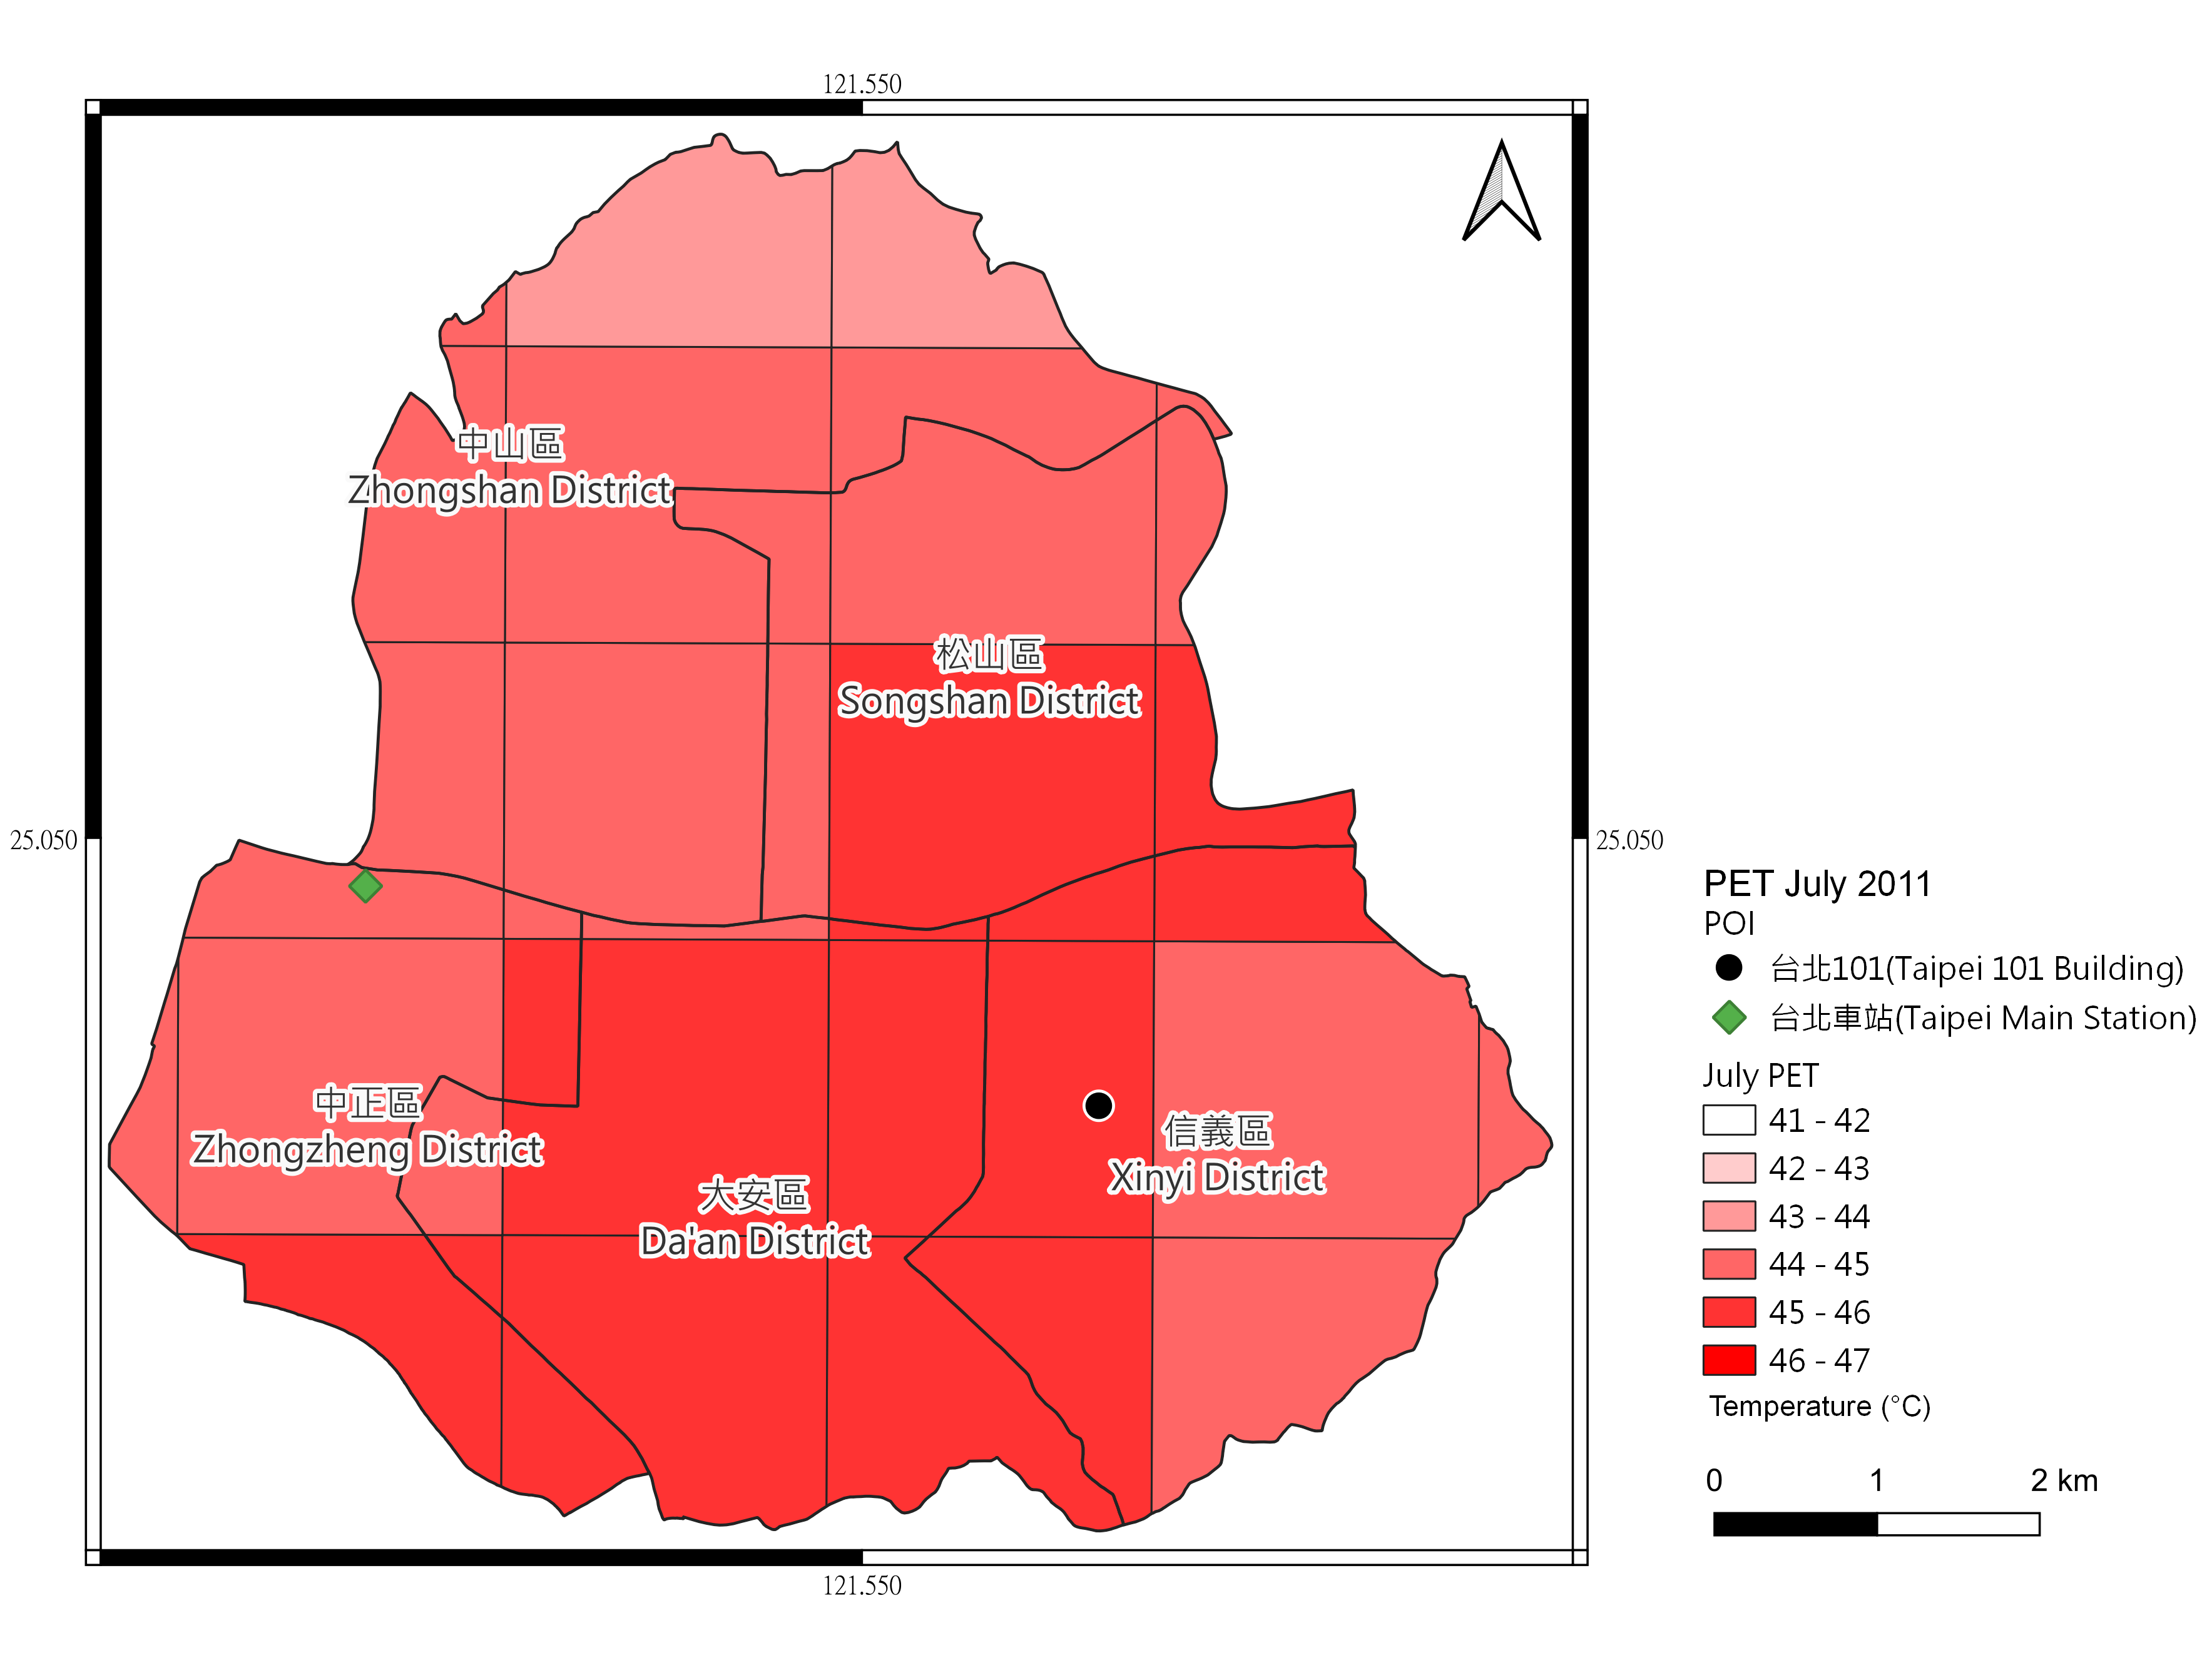 121.550
中山區
Zhongshan District
松山區
Songshan District
25.050
25.050
中正區
Zhongzheng District
信義區
Xinyi District
大安區
Da'an District
121.550
PET July 2011
POI
台北101(Taipei 101 Building)
台北車站(Taipei Main Station)
July PET
41 - 42
42 - 43
43 - 44
44 - 45
45 - 46
46 - 47
Temperature (°C)
0 1 2 km